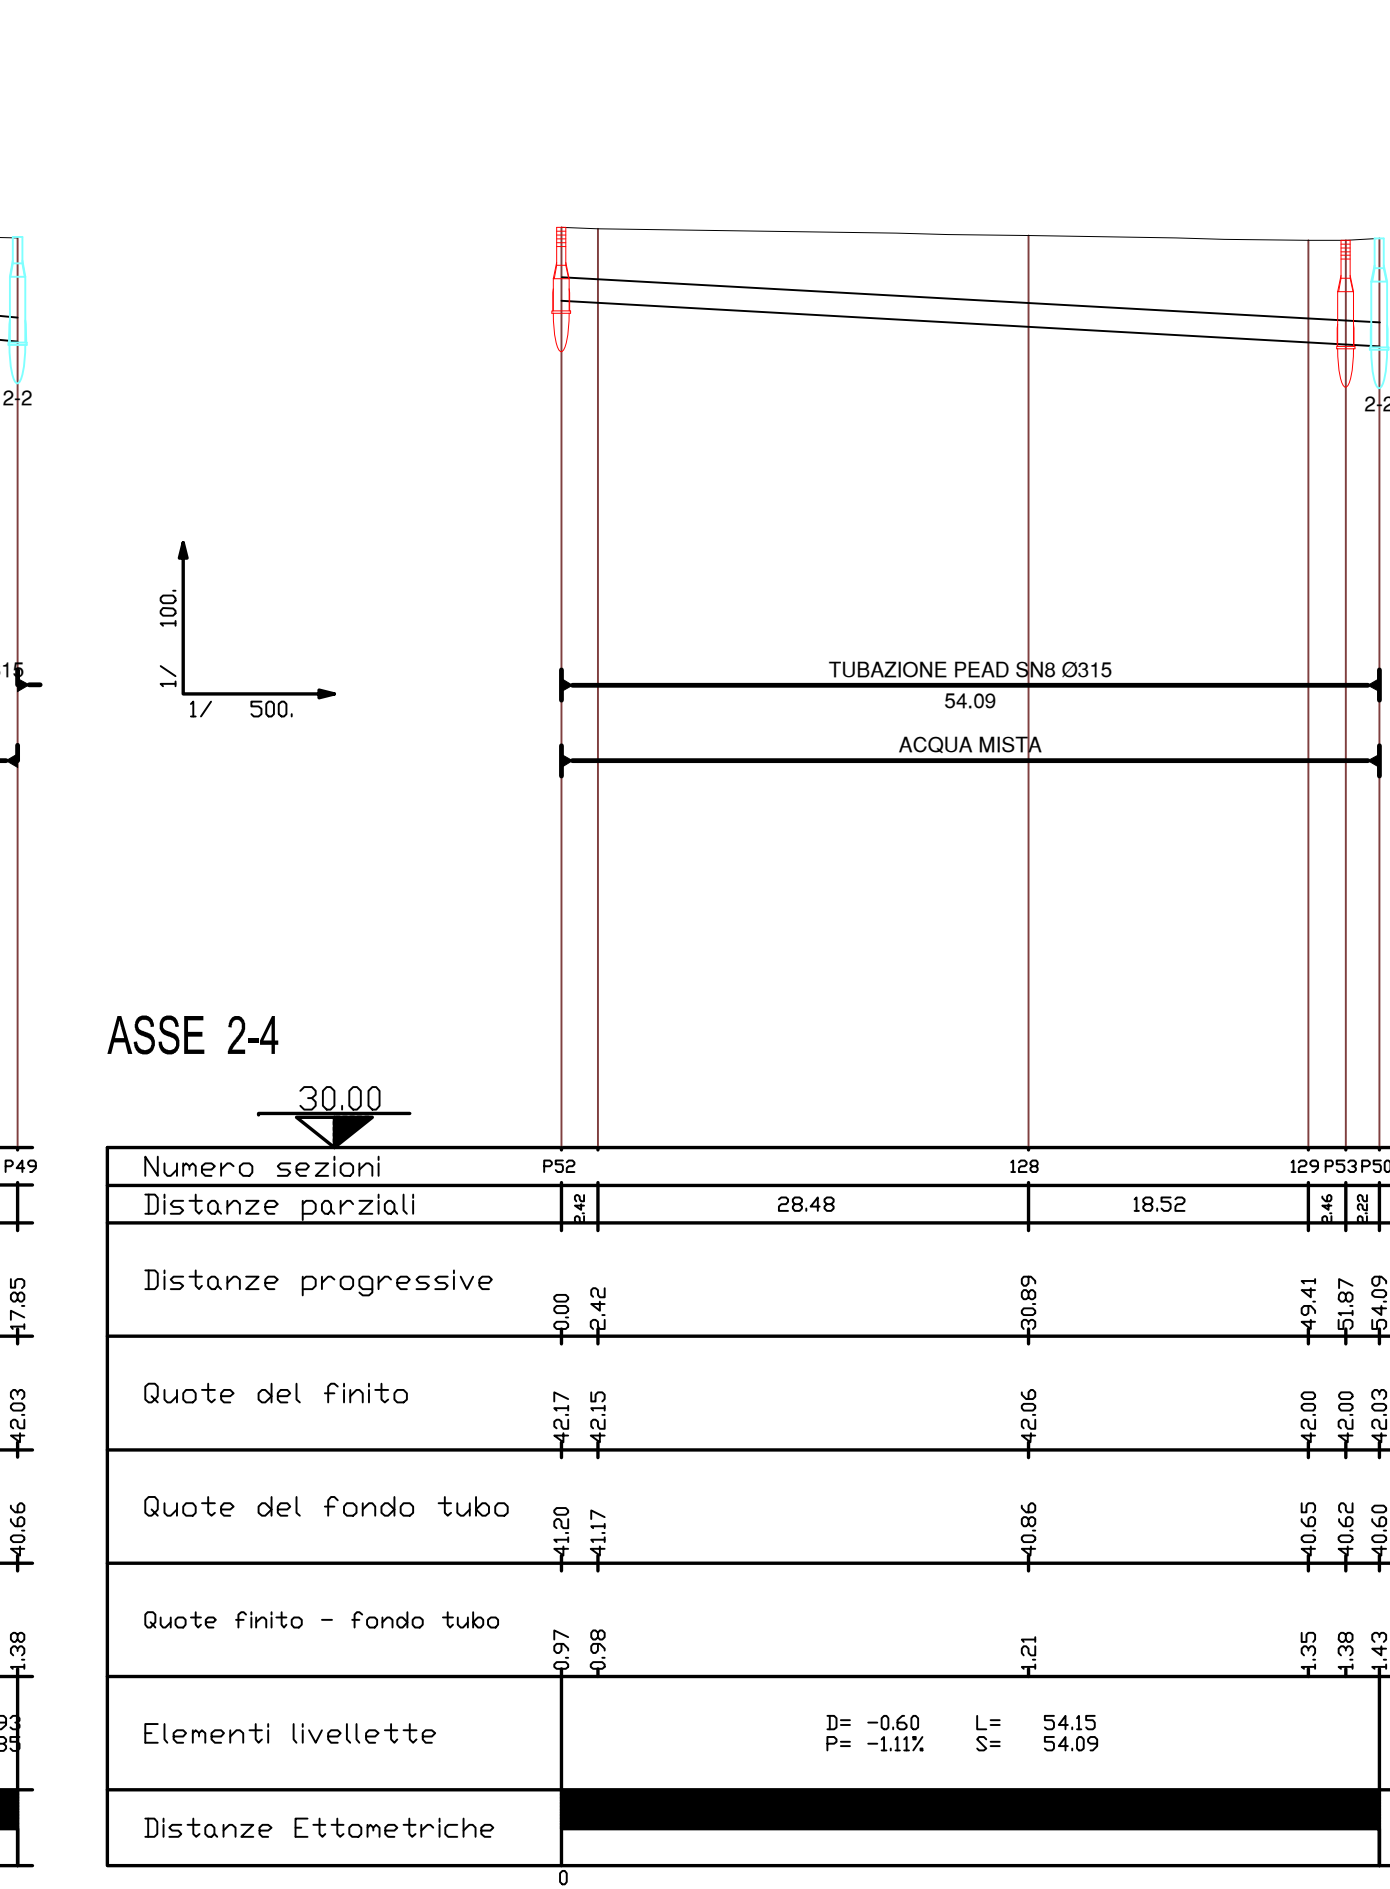 2-2
2-2
1/ 100.
1/ 500.
TUBAZIONE PEAD SN8 Ø315
54.09
ACQUA MISTA
ASSE 2-4
30.00
P49
Numero sezioni P52 128 129 P53 P50
Distanze parziali 2.42 28.48 18.52 2.46 2.22
17.85
Distanze progressive 0.00 2.42 30.89 49.41 51.87 54.09
42.03
Quote del finito 42.17 42.15 42.06 42.00 42.00 42.03
40.66
Quote del fondo tubo 41.20 41.17 40.86 40.65 40.62 40.60
1.38
Quote finito - fondo tubo 0.97 0.98 1.21 1.35 1.38 1.43
Elementi livellette D= -0.60 L= 54.15
P= -1.11% S= 54.09
Distanze Ettometriche
0